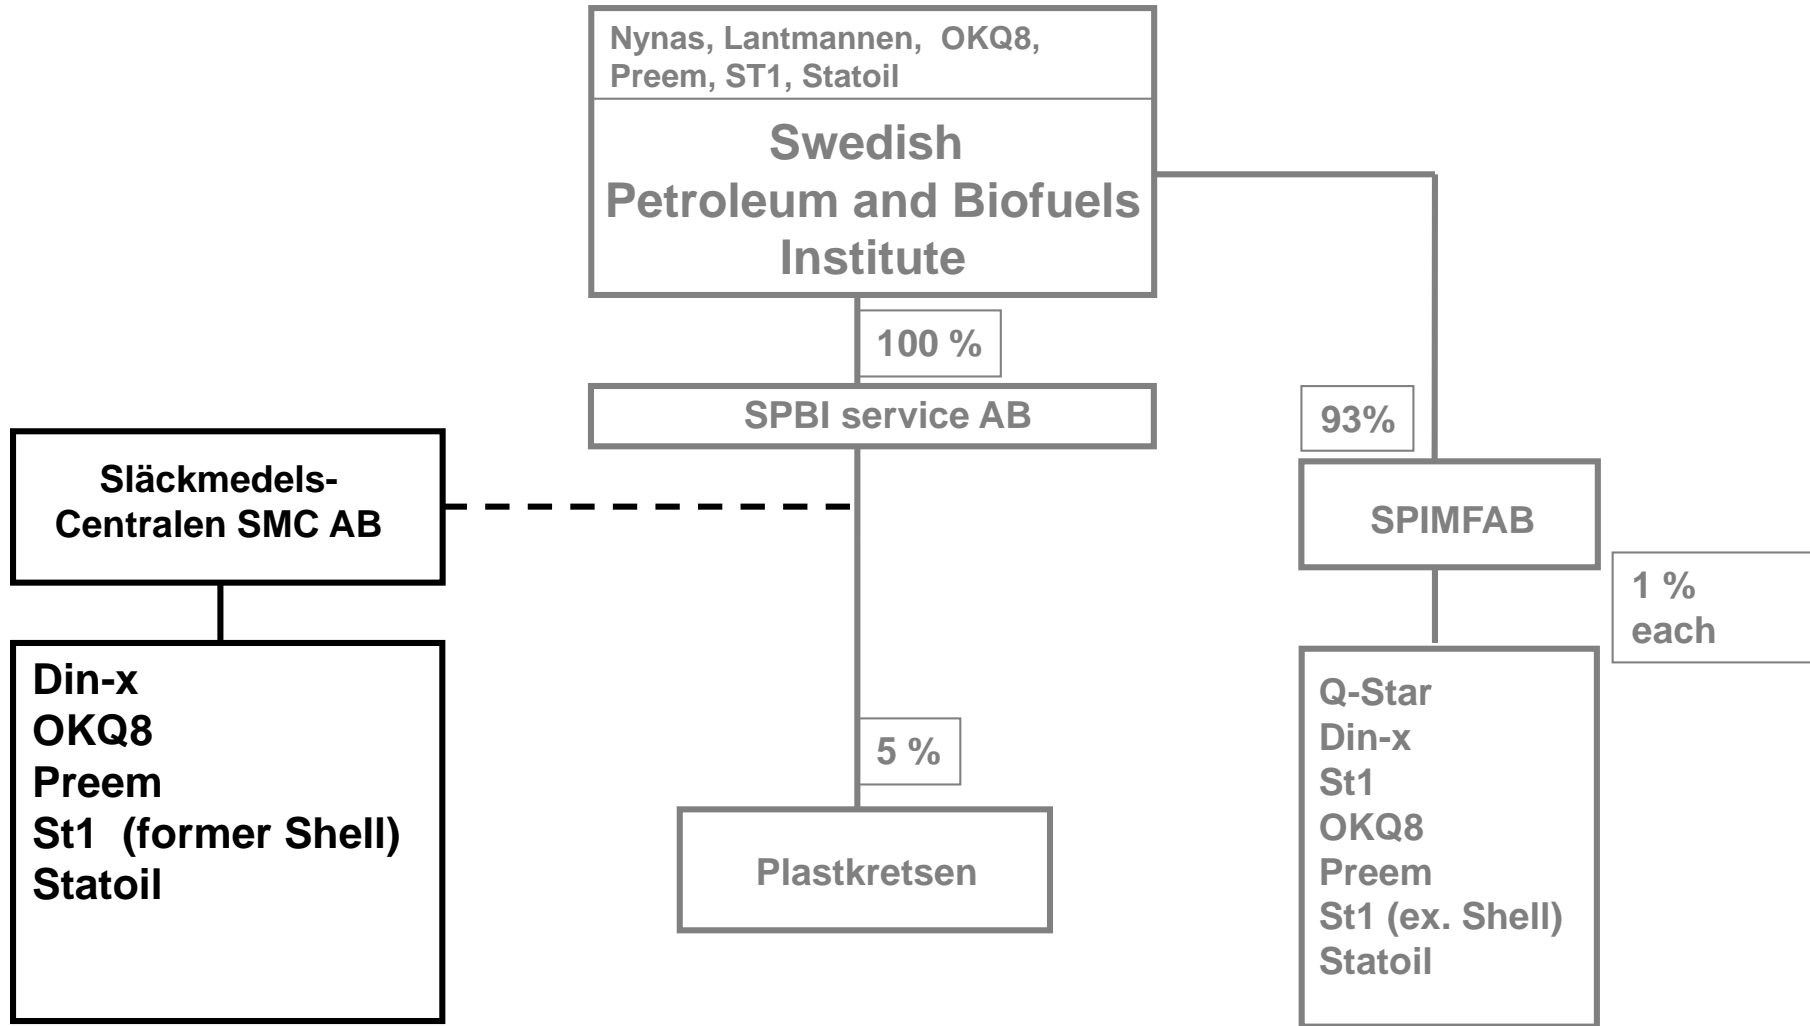 Nynas, Lantmannen, OKQ8,
Preem, ST1, Statoil
Swedish
Petroleum and Biofuels
Institute
100 %
SPBI service AB
93%
Släckmedels-
Centralen SMC AB
SPIMFAB
1 %
each
Din-x
OKQ8
Preem
St1 (former Shell)
Statoil
5 %
Plastkretsen
Q-Star
Din-x
St1
OKQ8
Preem
St1 (ex. Shell)
Statoil